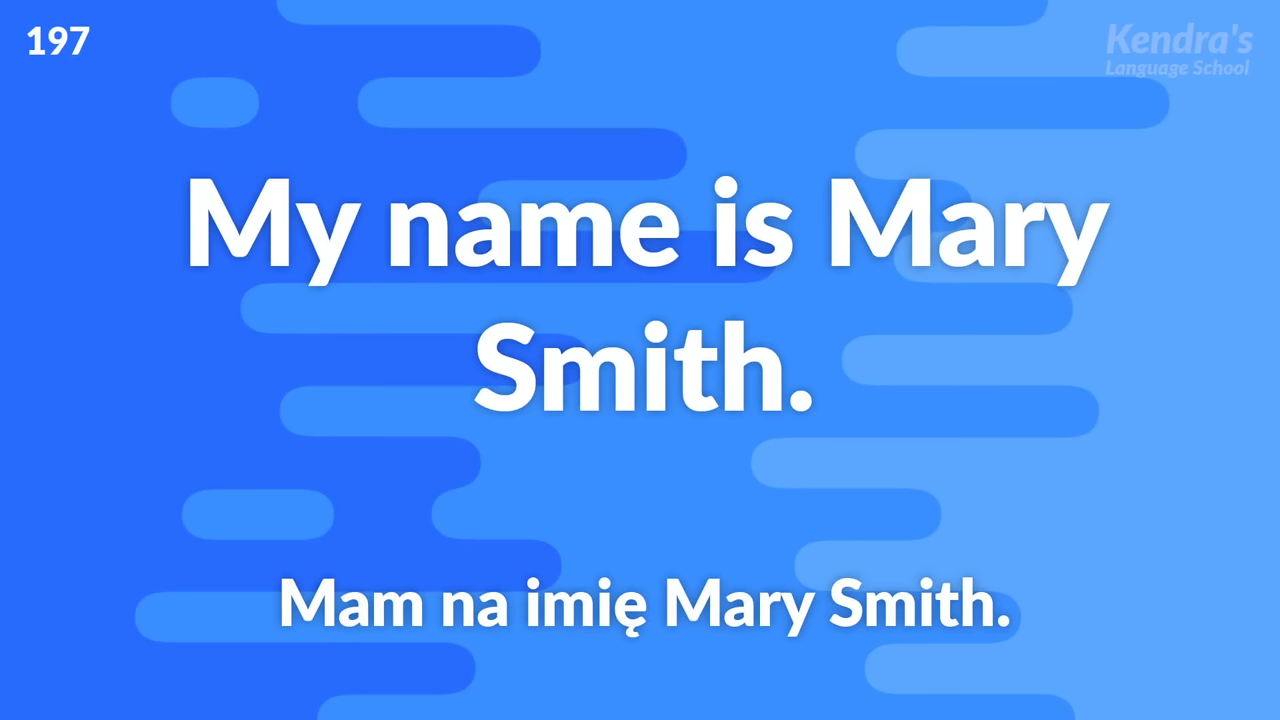 197
Kendra's
Language School
My name is Mary
Smith.
Mam na imię Mary Smith.